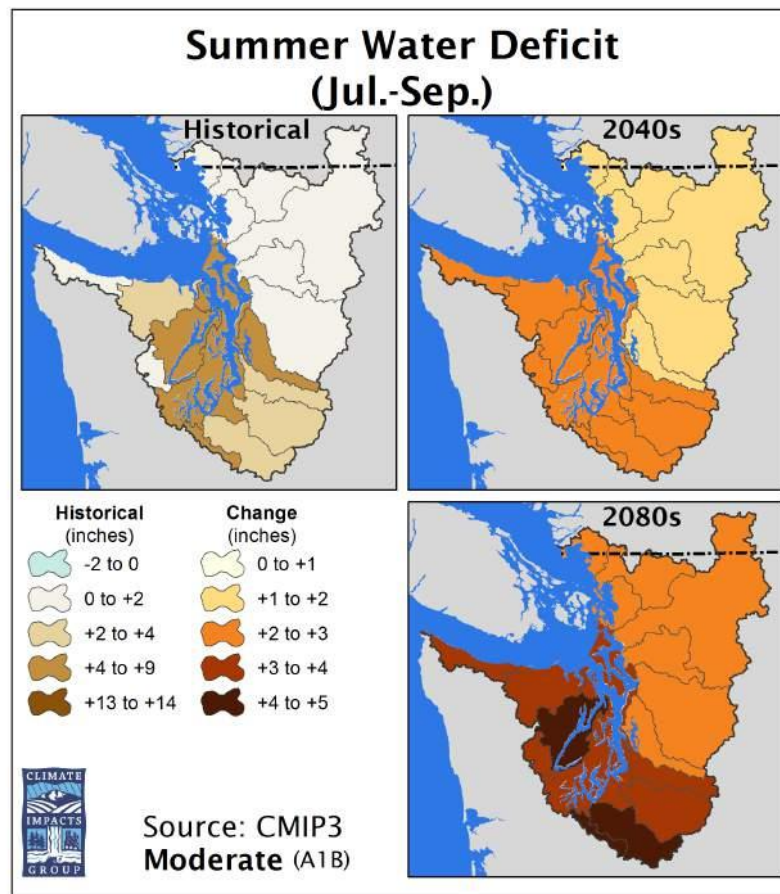 Summer Water Deficit
(Jul.-Sep.)
Historical
2040s
Historical
(inches)
-2 to 0
0 to +2
+2 to +4
+4 to +9
+13 to +14
Change
(inches)
0 to +1
+1 to +2
+2 to +3
+3 to +4
+4 to +5
2080s
CLIMATE
IMPACTS
GROUP
Source: CMIP3
Moderate (A1B)